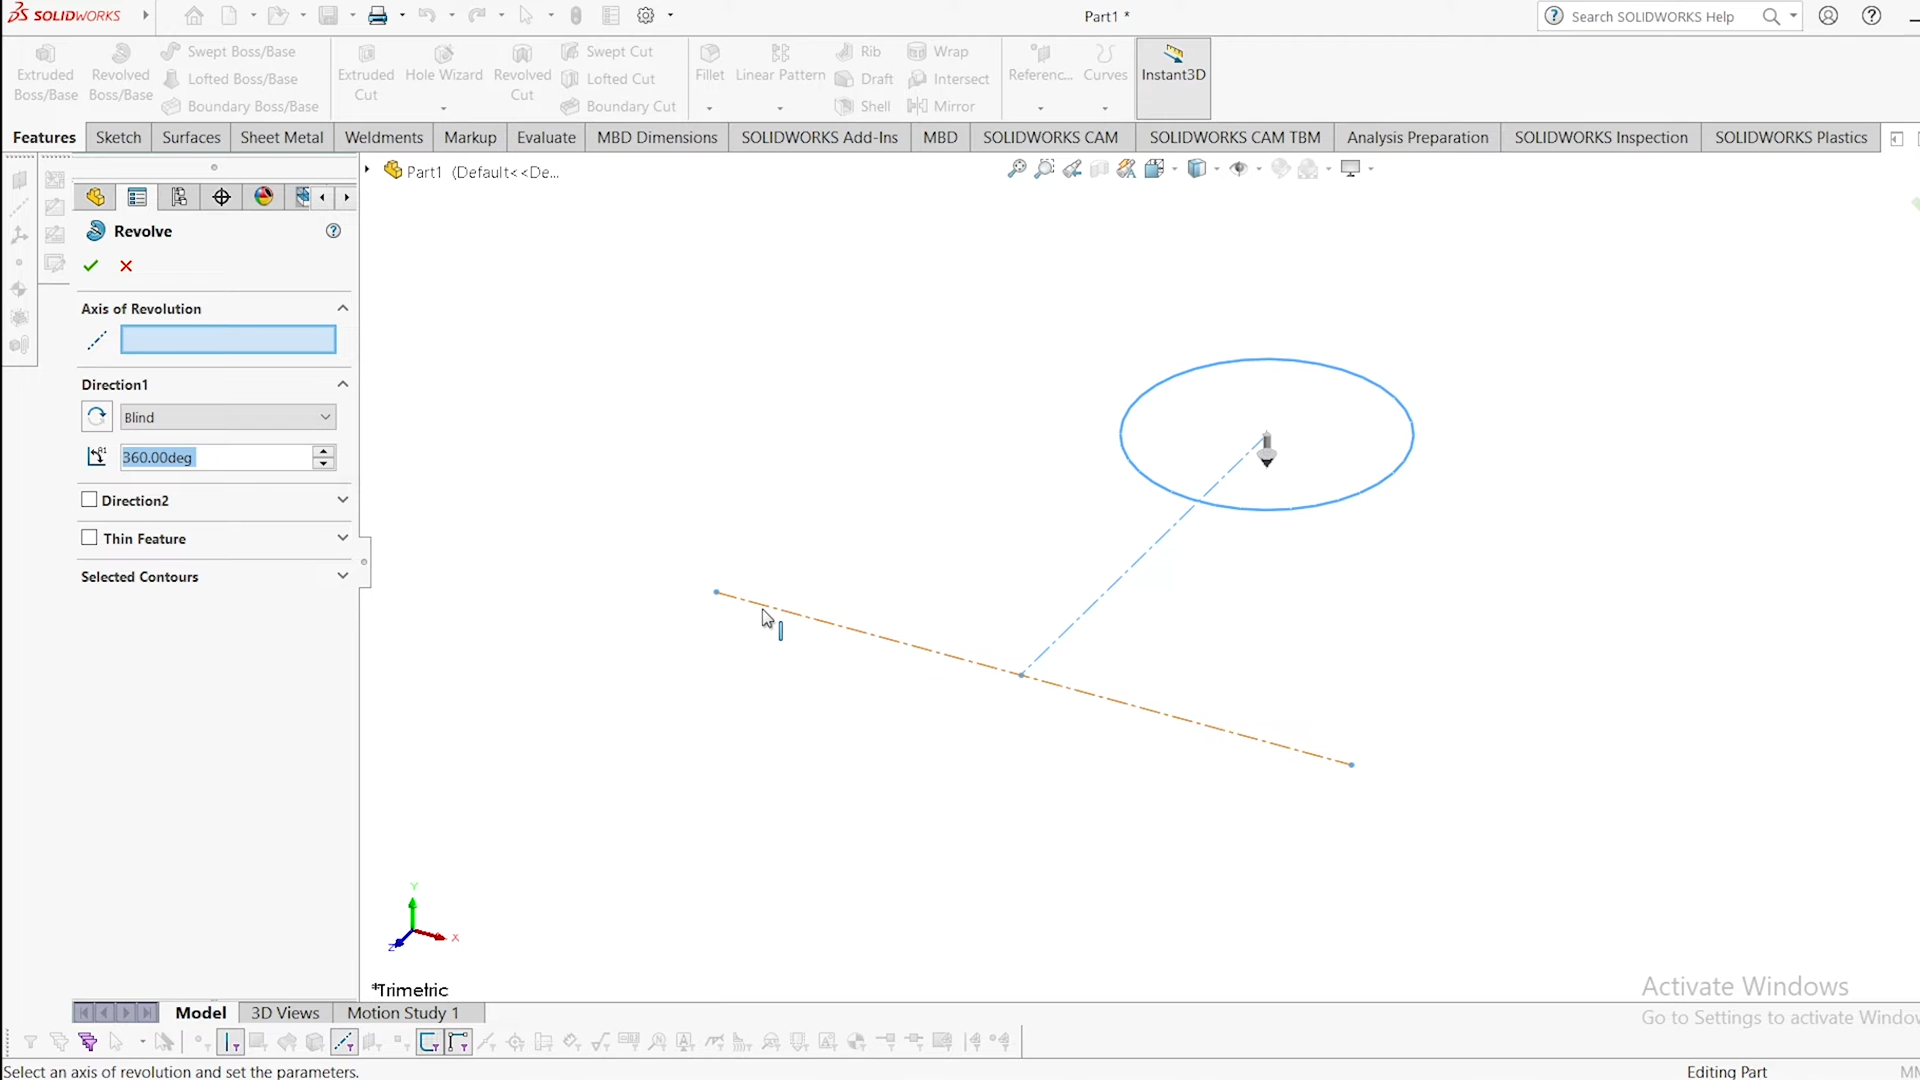 SOLIDWORKS
Part1 *
Search SOLIDWORKS Help
Extruded Boss/Base
Revolved Boss/Base
Swept Boss/Base
Lofted Boss/Base
Boundary Boss/Base
Extruded Cut
Hole Wizard
Revolved Cut
Swept Cut
Lofted Cut
Boundary Cut
Fillet
Linear Pattern
Rib
Draft
Shell
Wrap
Intersect
Mirror
Referenc...
Curves
Instant3D
Features
Sketch
Surfaces
Sheet Metal
Weldments
Markup
Evaluate
MBD Dimensions
SOLIDWORKS Add-Ins
MBD
SOLIDWORKS CAM
SOLIDWORKS CAM TBM
Analysis Preparation
SOLIDWORKS Inspection
SOLIDWORKS Plastics
Part1 (Default<<De...
Revolve
Axis of Revolution
Direction1
Blind
360.00deg
Direction2
Thin Feature
Selected Contours
Y
X
Z
*Trimetric
Activate Windows
Go to Settings to activate Windo
Model
3D Views
Motion Study 1
Select an axis of revolution and set the parameters.
Editing Part